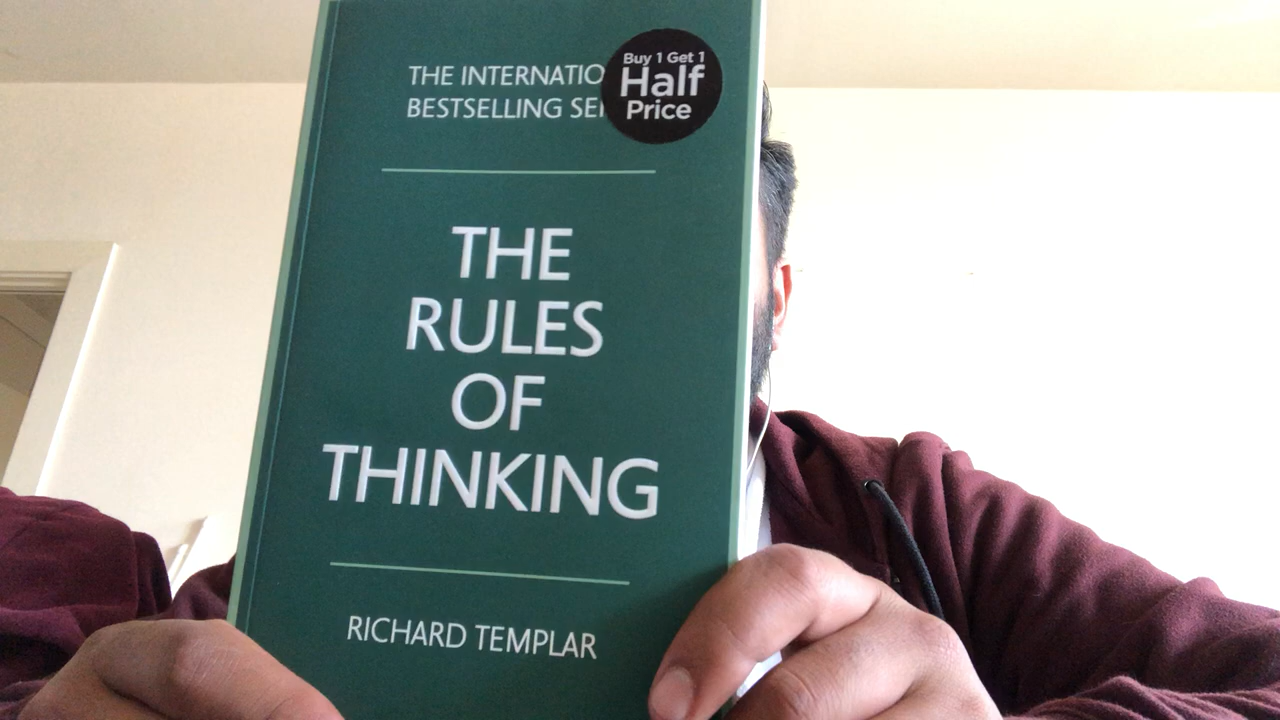 THE INTERNATIO
BESTSELLING SE
Buy 1 Get 1
Half
Price
THE
RULES
OF
THINKING
RICHARD TEMPLAR